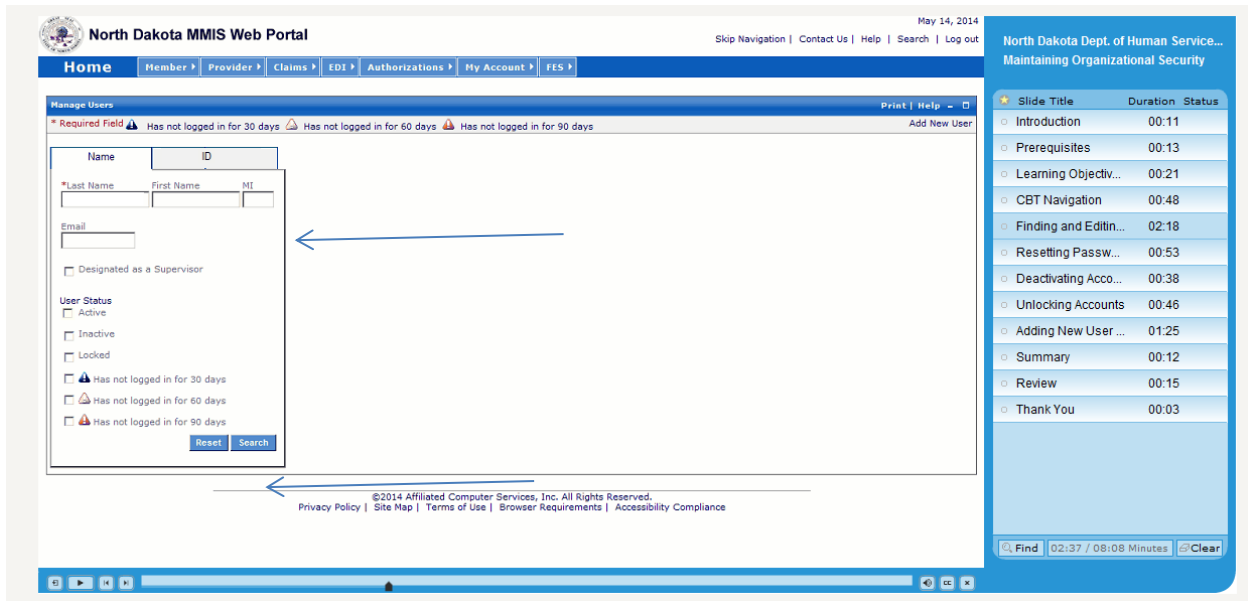 May 14, 2014
North Dakota MMIS Web Portal
Skip Navigation | Contact Us | Help | Search | Log out
Home Member Provider Claims EDI Authorizations My Account FES
Manage Users Print | Help
* Required Field Has not logged in for 30 days Has not logged in for 60 days Has not logged in for 90 days Add New User
Name ID
*Last Name First Name MI
Email
Designated as a Supervisor
User Status
Active
Inactive
Locked
Has not logged in for 30 days
Has not logged in for 60 days
Has not logged in for 90 days
Reset Search
©2014 Affiliated Computer Services, Inc. All Rights Reserved.
Privacy Policy | Site Map | Terms of Use | Browser Requirements | Accessibility Compliance
North Dakota Dept. of Human Service...
Maintaining Organizational Security
Slide Title Duration Status
Introduction 00:11
Prerequisites 00:13
Learning Objectiv... 00:21
CBT Navigation 00:48
Finding and Editin... 02:18
Resetting Passw... 00:53
Deactivating Acco... 00:38
Unlocking Accounts 00:46
Adding New User ... 01:25
Summary 00:12
Review 00:15
Thank You 00:03
Find 02:37 / 08:08 Minutes Clear
CC